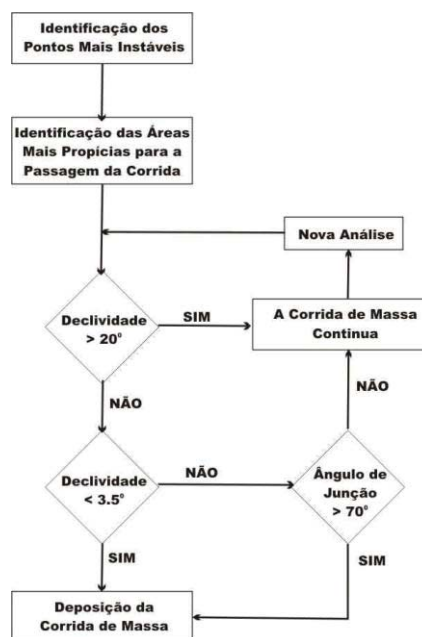 Identificação dos
Pontos Mais Instáveis
Identificação das Áreas
Mais Propícias para a
Passagem da Corrida
Nova Análise
Declividade
> 20°
SIM
A Corrida de Massa
Continua
NÃO
NÃO
Declividade
< 3.5°
NÃO
Ângulo de
Junção
> 70°
SIM
SIM
Deposição da
Corrida de Massa